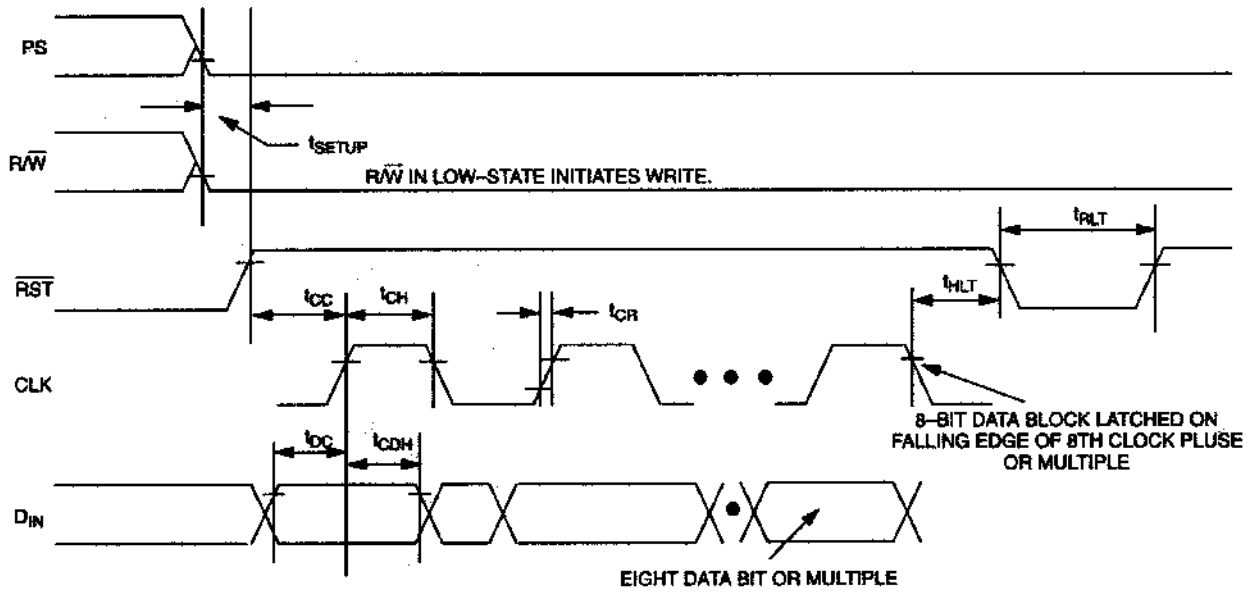 PS
tSETUP
R/W̅
R/W̅ IN LOW–STATE INITIATES WRITE.
tRLT
R̅S̅T̅
tCC
tCH
tHLT
tCR
CLK
8–BIT DATA BLOCK LATCHED ON
FALLING EDGE OF 8TH CLOCK PLUSE
OR MULTIPLE
tDC
tCDH
DIN
EIGHT DATA BIT OR MULTIPLE